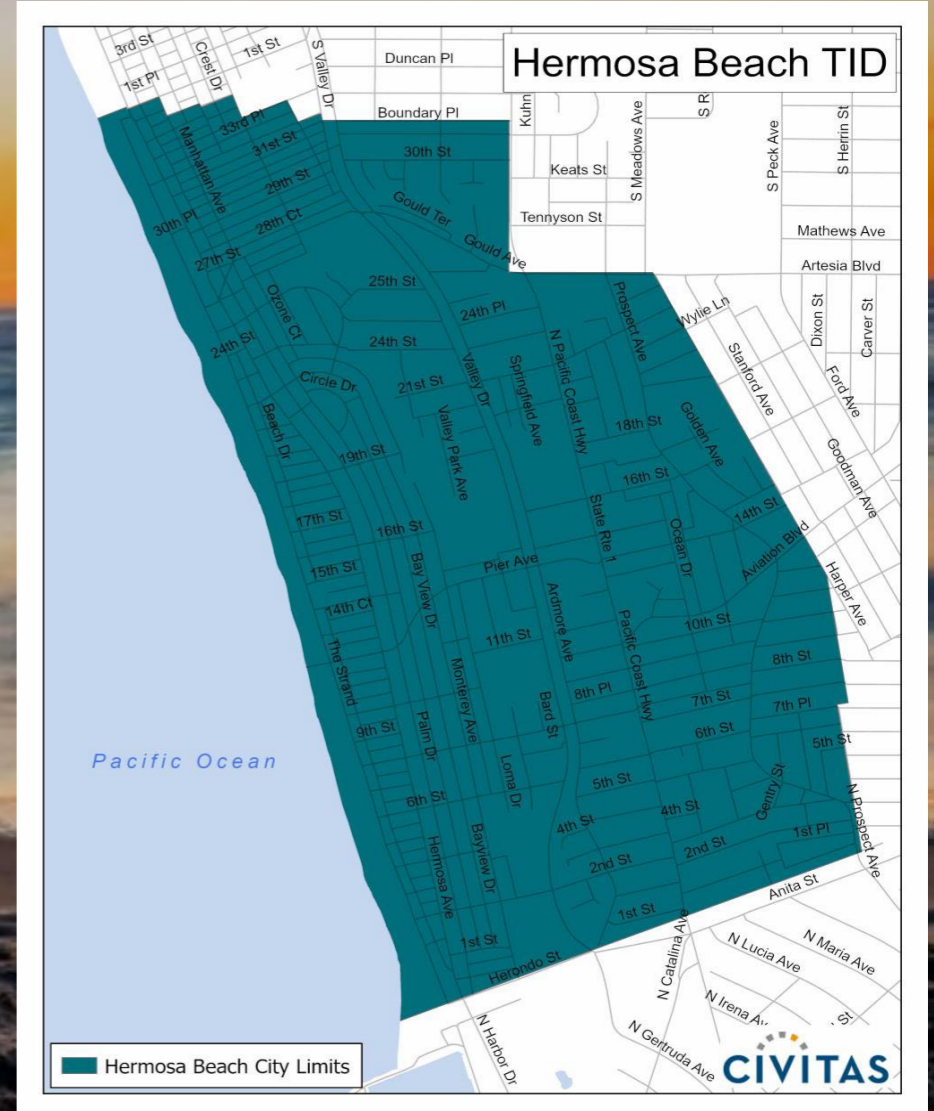 Hermosa Beach TID
3rd St
1st Pl
Crest Dr
1st St
S Valley Dr
Duncan Pl
Boundary Pl
Kuhn
S Meadows Ave
S R
S Peck Ave
S Herrin St
Keats St
Tennyson St
Mathews Ave
Artesia Blvd
33rd Pl
31st St
30th St
Manhattan Ave
29th St
30th Pl
28th Ct
27th St
Gould Ter
Gould Ave
25th St
24th Pl
Ozone Ct
24th St
24th St
Circle Dr
21st St
Valley Dr
Springfield Ave
N Pacific Coast Hwy
Prospect Ave
Wylie Ln
Dixon St
Carver St
Stanford Ave
Ford Ave
Goodman Ave
Beach Dr
Valley Park Ave
18th St
Golden Ave
19th St
16th St
17th St
16th St
State Rte 1
Ocean Dr
14th St
Aviation Blvd
Harper Ave
15th St
Bay View Dr
Pier Ave
14th Ct
Ardmore Ave
Pacific Coast Hwy
10th St
11th St
The Strand
Monterey Ave
8th St
8th Pl
7th St
7th Pl
Bard St
9th St
Palm Dr
6th St
5th St
Pacific Ocean
Loma Dr
5th St
Gentry St
6th St
4th St
4th St
N Prospect Ave
1st Pl
2nd St
2nd St
Hermosa Ave
Bayview Dr
Anita St
1st St
1st St
Herondo St
N Catalina Ave
N Lucia Ave
N Maria Ave
N Irena Av
St
N Harbor Dr
N Gertruda Ave
Hermosa Beach City Limits
CIVITAS